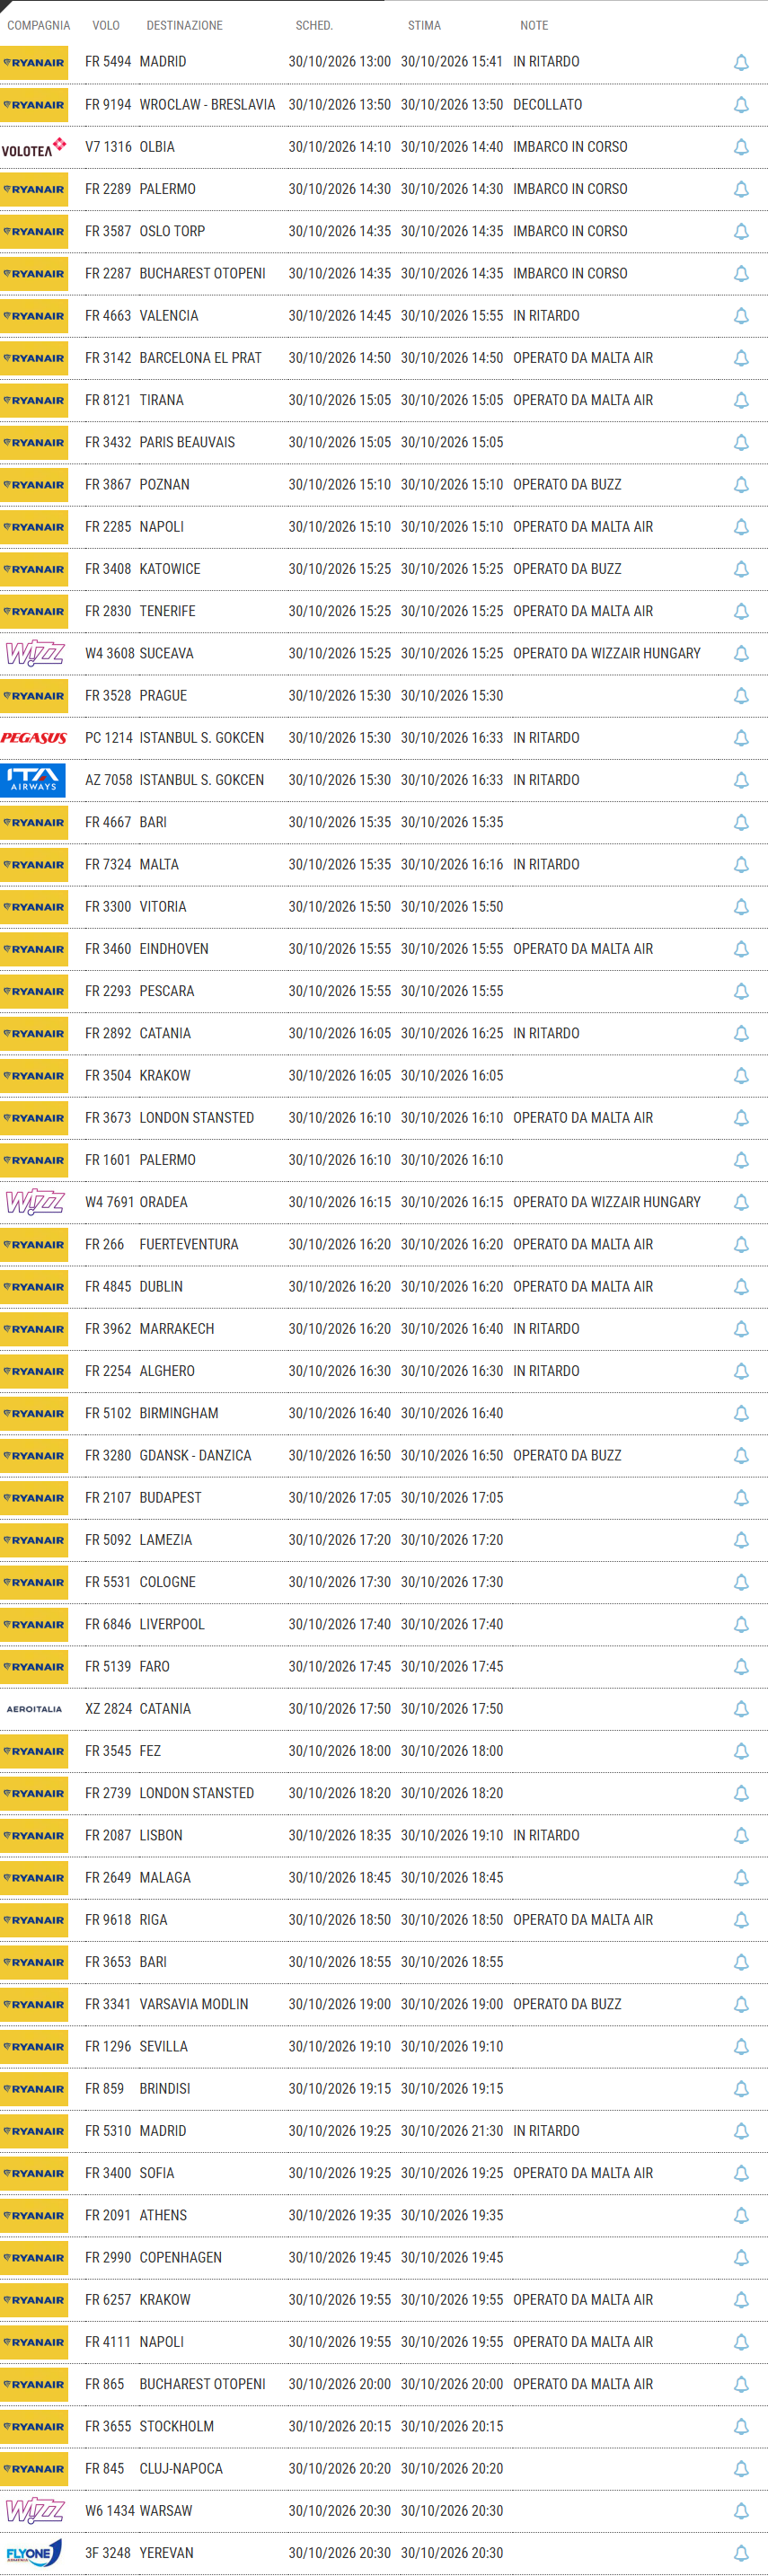 COMPAGNIA VOLO DESTINAZIONE SCHED. STIMA NOTE
RYANAIR FR 5494 MADRID 30/10/2026 13:00 30/10/2026 15:41 IN RITARDO
RYANAIR FR 9194 WROCLAW - BRESLAVIA 30/10/2026 13:50 30/10/2026 13:50 DECOLLATO
VOLOTEA V7 1316 OLBIA 30/10/2026 14:10 30/10/2026 14:40 IMBARCO IN CORSO
RYANAIR FR 2289 PALERMO 30/10/2026 14:30 30/10/2026 14:30 IMBARCO IN CORSO
RYANAIR FR 3587 OSLO TORP 30/10/2026 14:35 30/10/2026 14:35 IMBARCO IN CORSO
RYANAIR FR 2287 BUCHAREST OTOPENI 30/10/2026 14:35 30/10/2026 14:35 IMBARCO IN CORSO
RYANAIR FR 4663 VALENCIA 30/10/2026 14:45 30/10/2026 15:55 IN RITARDO
RYANAIR FR 3142 BARCELONA EL PRAT 30/10/2026 14:50 30/10/2026 14:50 OPERATO DA MALTA AIR
RYANAIR FR 8121 TIRANA 30/10/2026 15:05 30/10/2026 15:05 OPERATO DA MALTA AIR
RYANAIR FR 3432 PARIS BEAUVAIS 30/10/2026 15:05 30/10/2026 15:05
RYANAIR FR 3867 POZNAN 30/10/2026 15:10 30/10/2026 15:10 OPERATO DA BUZZ
RYANAIR FR 2285 NAPOLI 30/10/2026 15:10 30/10/2026 15:10 OPERATO DA MALTA AIR
RYANAIR FR 3408 KATOWICE 30/10/2026 15:25 30/10/2026 15:25 OPERATO DA BUZZ
RYANAIR FR 2830 TENERIFE 30/10/2026 15:25 30/10/2026 15:25 OPERATO DA MALTA AIR
WIZZ W4 3608 SUCEAVA 30/10/2026 15:25 30/10/2026 15:25 OPERATO DA WIZZAIR HUNGARY
RYANAIR FR 3528 PRAGUE 30/10/2026 15:30 30/10/2026 15:30
PEGASUS PC 1214 ISTANBUL S. GOKCEN 30/10/2026 15:30 30/10/2026 16:33 IN RITARDO
ITA AIRWAYS AZ 7058 ISTANBUL S. GOKCEN 30/10/2026 15:30 30/10/2026 16:33 IN RITARDO
RYANAIR FR 4667 BARI 30/10/2026 15:35 30/10/2026 15:35
RYANAIR FR 7324 MALTA 30/10/2026 15:35 30/10/2026 16:16 IN RITARDO
RYANAIR FR 3300 VITORIA 30/10/2026 15:50 30/10/2026 15:50
RYANAIR FR 3460 EINDHOVEN 30/10/2026 15:55 30/10/2026 15:55 OPERATO DA MALTA AIR
RYANAIR FR 2293 PESCARA 30/10/2026 15:55 30/10/2026 15:55
RYANAIR FR 2892 CATANIA 30/10/2026 16:05 30/10/2026 16:25 IN RITARDO
RYANAIR FR 3504 KRAKOW 30/10/2026 16:05 30/10/2026 16:05
RYANAIR FR 3673 LONDON STANSTED 30/10/2026 16:10 30/10/2026 16:10 OPERATO DA MALTA AIR
RYANAIR FR 1601 PALERMO 30/10/2026 16:10 30/10/2026 16:10
WIZZ W4 7691 ORADEA 30/10/2026 16:15 30/10/2026 16:15 OPERATO DA WIZZAIR HUNGARY
RYANAIR FR 266 FUERTEVENTURA 30/10/2026 16:20 30/10/2026 16:20 OPERATO DA MALTA AIR
RYANAIR FR 4845 DUBLIN 30/10/2026 16:20 30/10/2026 16:20 OPERATO DA MALTA AIR
RYANAIR FR 3962 MARRAKECH 30/10/2026 16:20 30/10/2026 16:40 IN RITARDO
RYANAIR FR 2254 ALGHERO 30/10/2026 16:30 30/10/2026 16:30 IN RITARDO
RYANAIR FR 5102 BIRMINGHAM 30/10/2026 16:40 30/10/2026 16:40
RYANAIR FR 3280 GDANSK - DANZICA 30/10/2026 16:50 30/10/2026 16:50 OPERATO DA BUZZ
RYANAIR FR 2107 BUDAPEST 30/10/2026 17:05 30/10/2026 17:05
RYANAIR FR 5092 LAMEZIA 30/10/2026 17:20 30/10/2026 17:20
RYANAIR FR 5531 COLOGNE 30/10/2026 17:30 30/10/2026 17:30
RYANAIR FR 6846 LIVERPOOL 30/10/2026 17:40 30/10/2026 17:40
RYANAIR FR 5139 FARO 30/10/2026 17:45 30/10/2026 17:45
AEROITALIA XZ 2824 CATANIA 30/10/2026 17:50 30/10/2026 17:50
RYANAIR FR 3545 FEZ 30/10/2026 18:00 30/10/2026 18:00
RYANAIR FR 2739 LONDON STANSTED 30/10/2026 18:20 30/10/2026 18:20
RYANAIR FR 2087 LISBON 30/10/2026 18:35 30/10/2026 19:10 IN RITARDO
RYANAIR FR 2649 MALAGA 30/10/2026 18:45 30/10/2026 18:45
RYANAIR FR 9618 RIGA 30/10/2026 18:50 30/10/2026 18:50 OPERATO DA MALTA AIR
RYANAIR FR 3653 BARI 30/10/2026 18:55 30/10/2026 18:55
RYANAIR FR 3341 VARSAVIA MODLIN 30/10/2026 19:00 30/10/2026 19:00 OPERATO DA BUZZ
RYANAIR FR 1296 SEVILLA 30/10/2026 19:10 30/10/2026 19:10
RYANAIR FR 859 BRINDISI 30/10/2026 19:15 30/10/2026 19:15
RYANAIR FR 5310 MADRID 30/10/2026 19:25 30/10/2026 21:30 IN RITARDO
RYANAIR FR 3400 SOFIA 30/10/2026 19:25 30/10/2026 19:25 OPERATO DA MALTA AIR
RYANAIR FR 2091 ATHENS 30/10/2026 19:35 30/10/2026 19:35
RYANAIR FR 2990 COPENHAGEN 30/10/2026 19:45 30/10/2026 19:45
RYANAIR FR 6257 KRAKOW 30/10/2026 19:55 30/10/2026 19:55 OPERATO DA MALTA AIR
RYANAIR FR 4111 NAPOLI 30/10/2026 19:55 30/10/2026 19:55 OPERATO DA MALTA AIR
RYANAIR FR 865 BUCHAREST OTOPENI 30/10/2026 20:00 30/10/2026 20:00 OPERATO DA MALTA AIR
RYANAIR FR 3655 STOCKHOLM 30/10/2026 20:15 30/10/2026 20:15
RYANAIR FR 845 CLUJ-NAPOCA 30/10/2026 20:20 30/10/2026 20:20
WIZZ W6 1434 WARSAW 30/10/2026 20:30 30/10/2026 20:30
FLYONE 3F 3248 YEREVAN 30/10/2026 20:30 30/10/2026 20:30